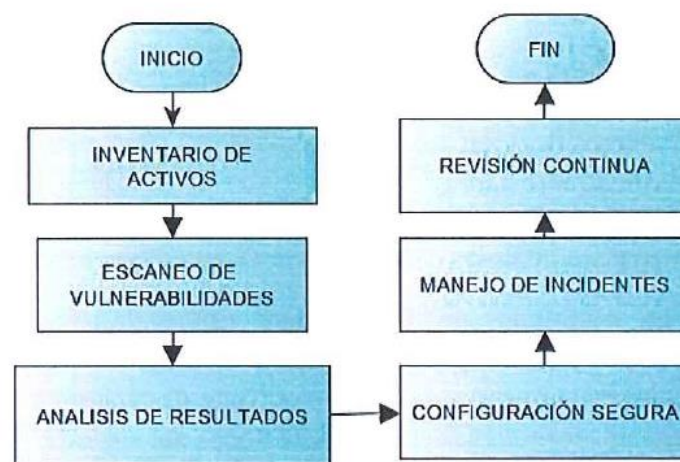 INICIO
INVENTARIO DE
ACTIVOS
ESCANEO DE
VULNERABILIDADES
ANALISIS DE RESULTADOS
CONFIGURACIÓN SEGURA
MANEJO DE INCIDENTES
REVISIÓN CONTINUA
FIN